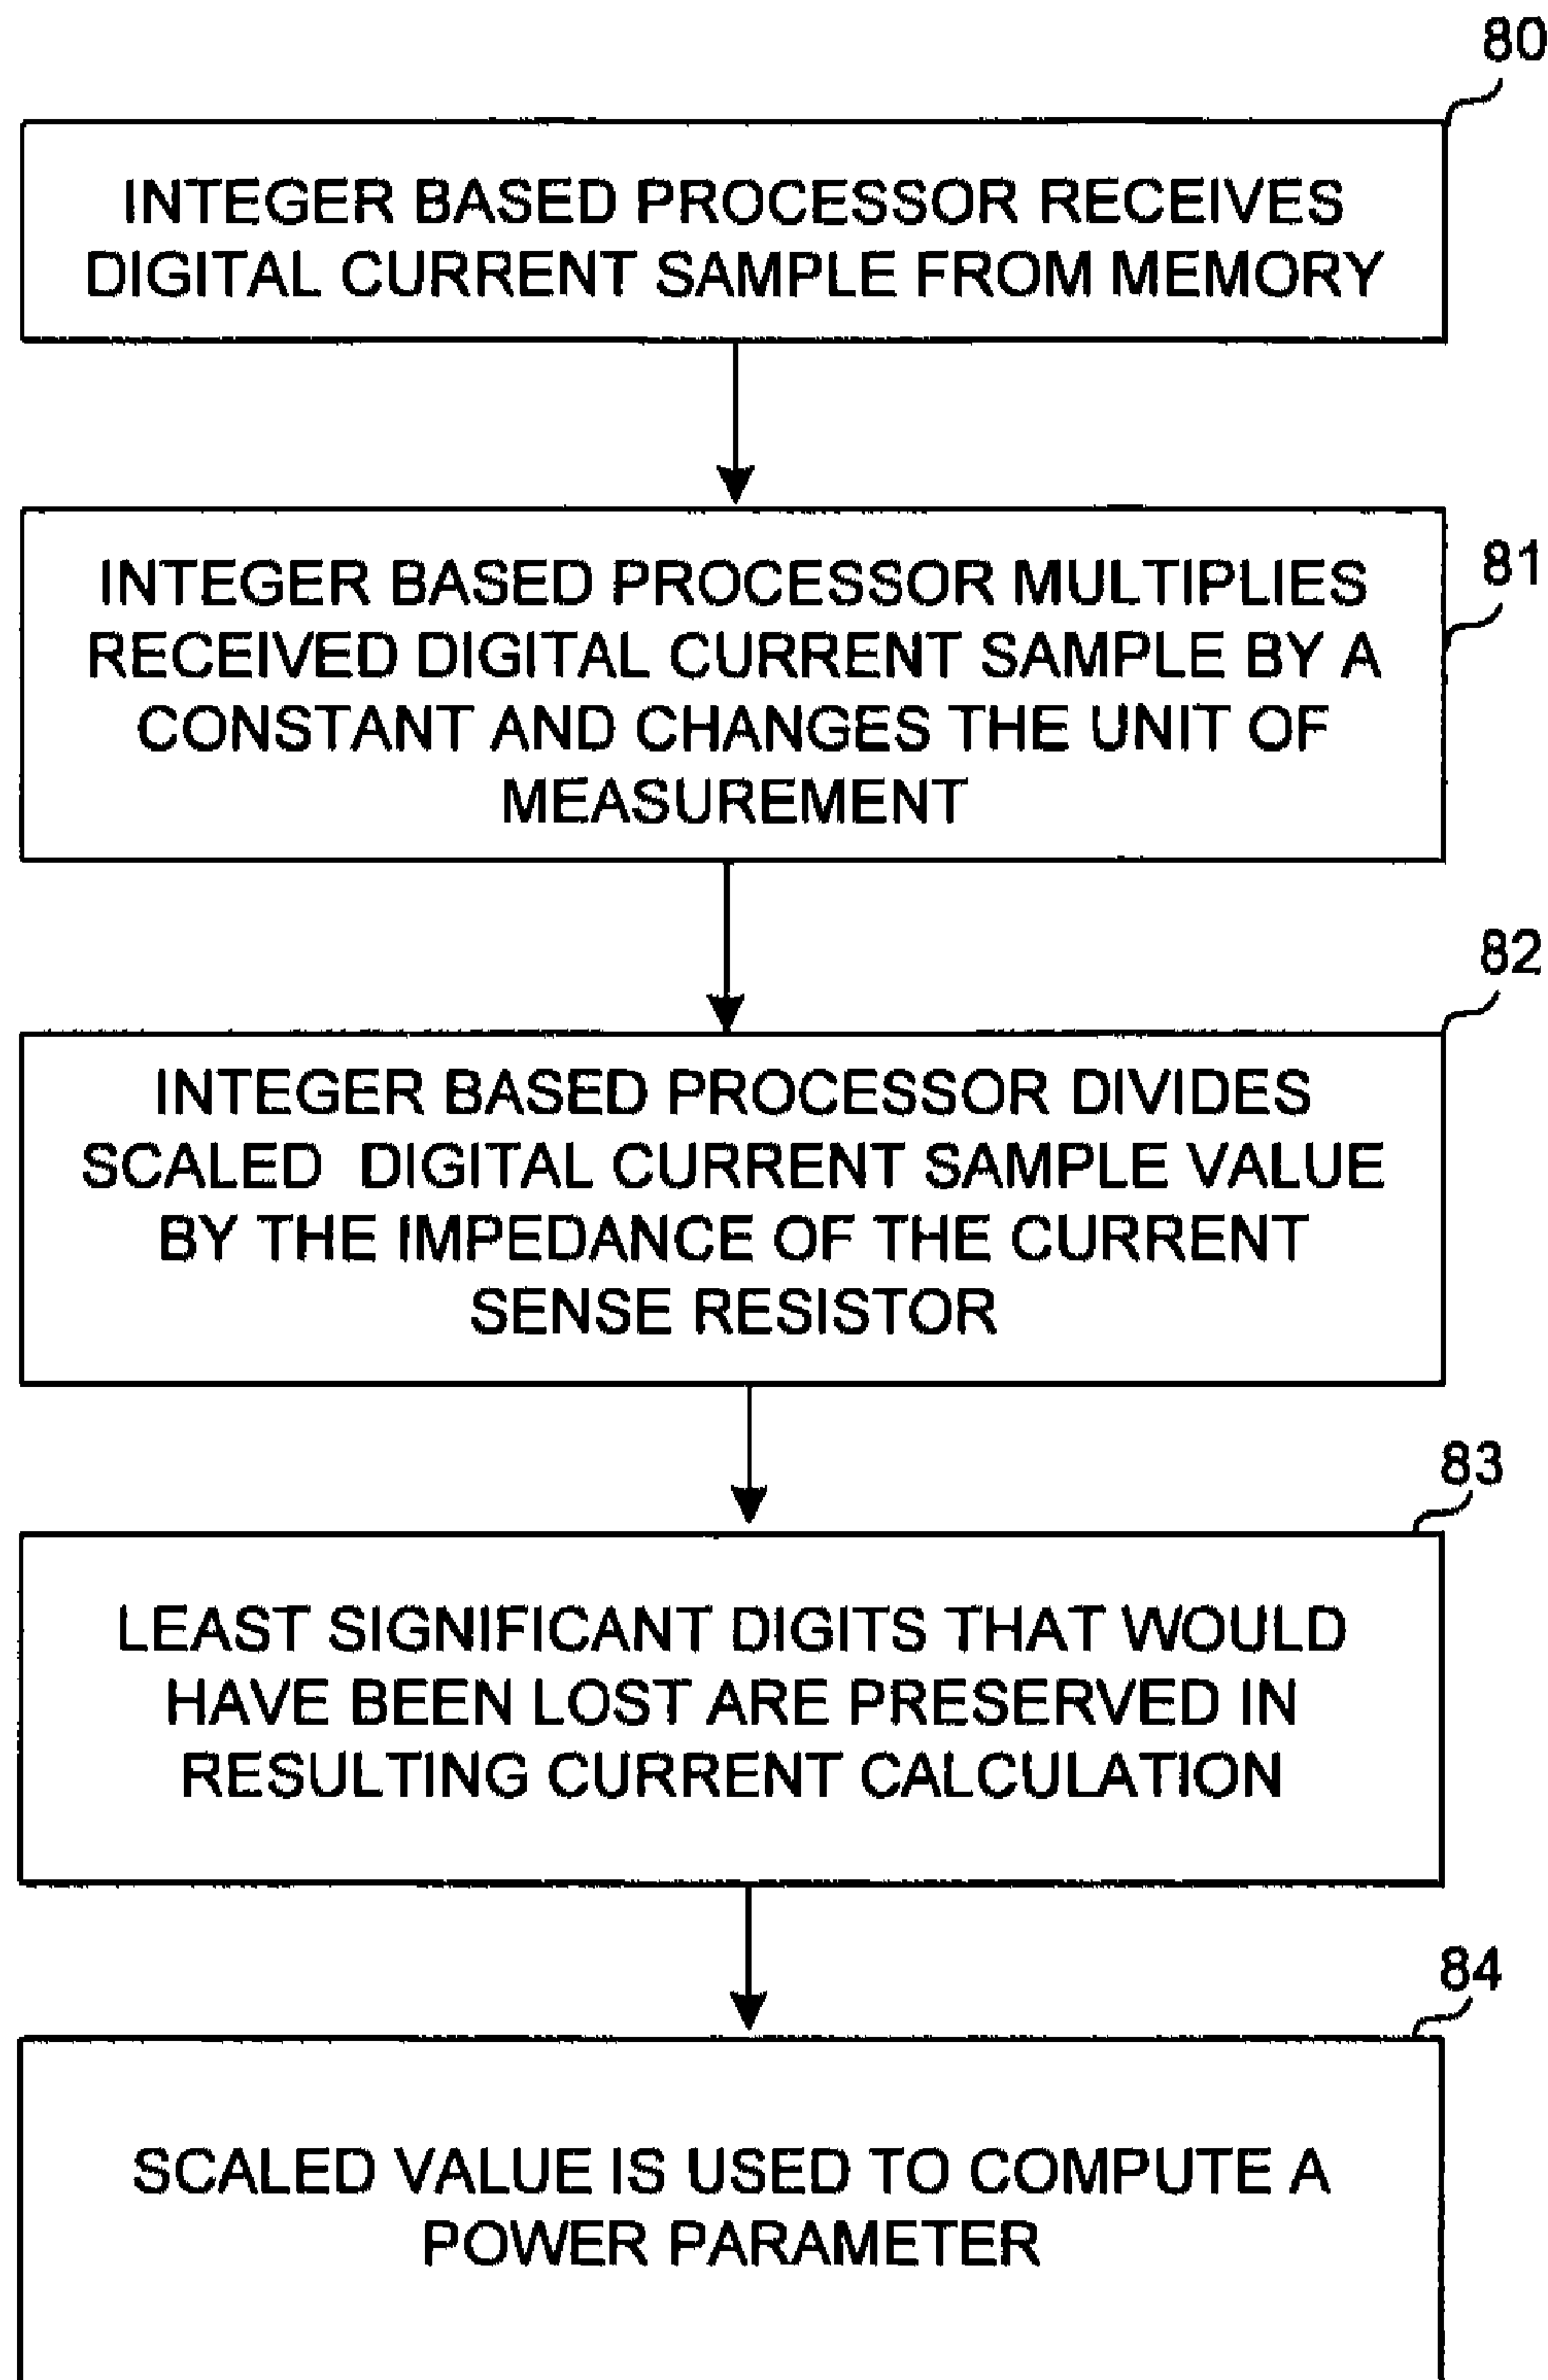 80
INTEGER BASED PROCESSOR RECEIVES
DIGITAL CURRENT SAMPLE FROM MEMORY
81
INTEGER BASED PROCESSOR MULTIPLIES
RECEIVED DIGITAL CURRENT SAMPLE BY A
CONSTANT AND CHANGES THE UNIT OF
MEASUREMENT
82
INTEGER BASED PROCESSOR DIVIDES
SCALED DIGITAL CURRENT SAMPLE VALUE
BY THE IMPEDANCE OF THE CURRENT
SENSE RESISTOR
83
LEAST SIGNIFICANT DIGITS THAT WOULD
HAVE BEEN LOST ARE PRESERVED IN
RESULTING CURRENT CALCULATION
84
SCALED VALUE IS USED TO COMPUTE A
POWER PARAMETER